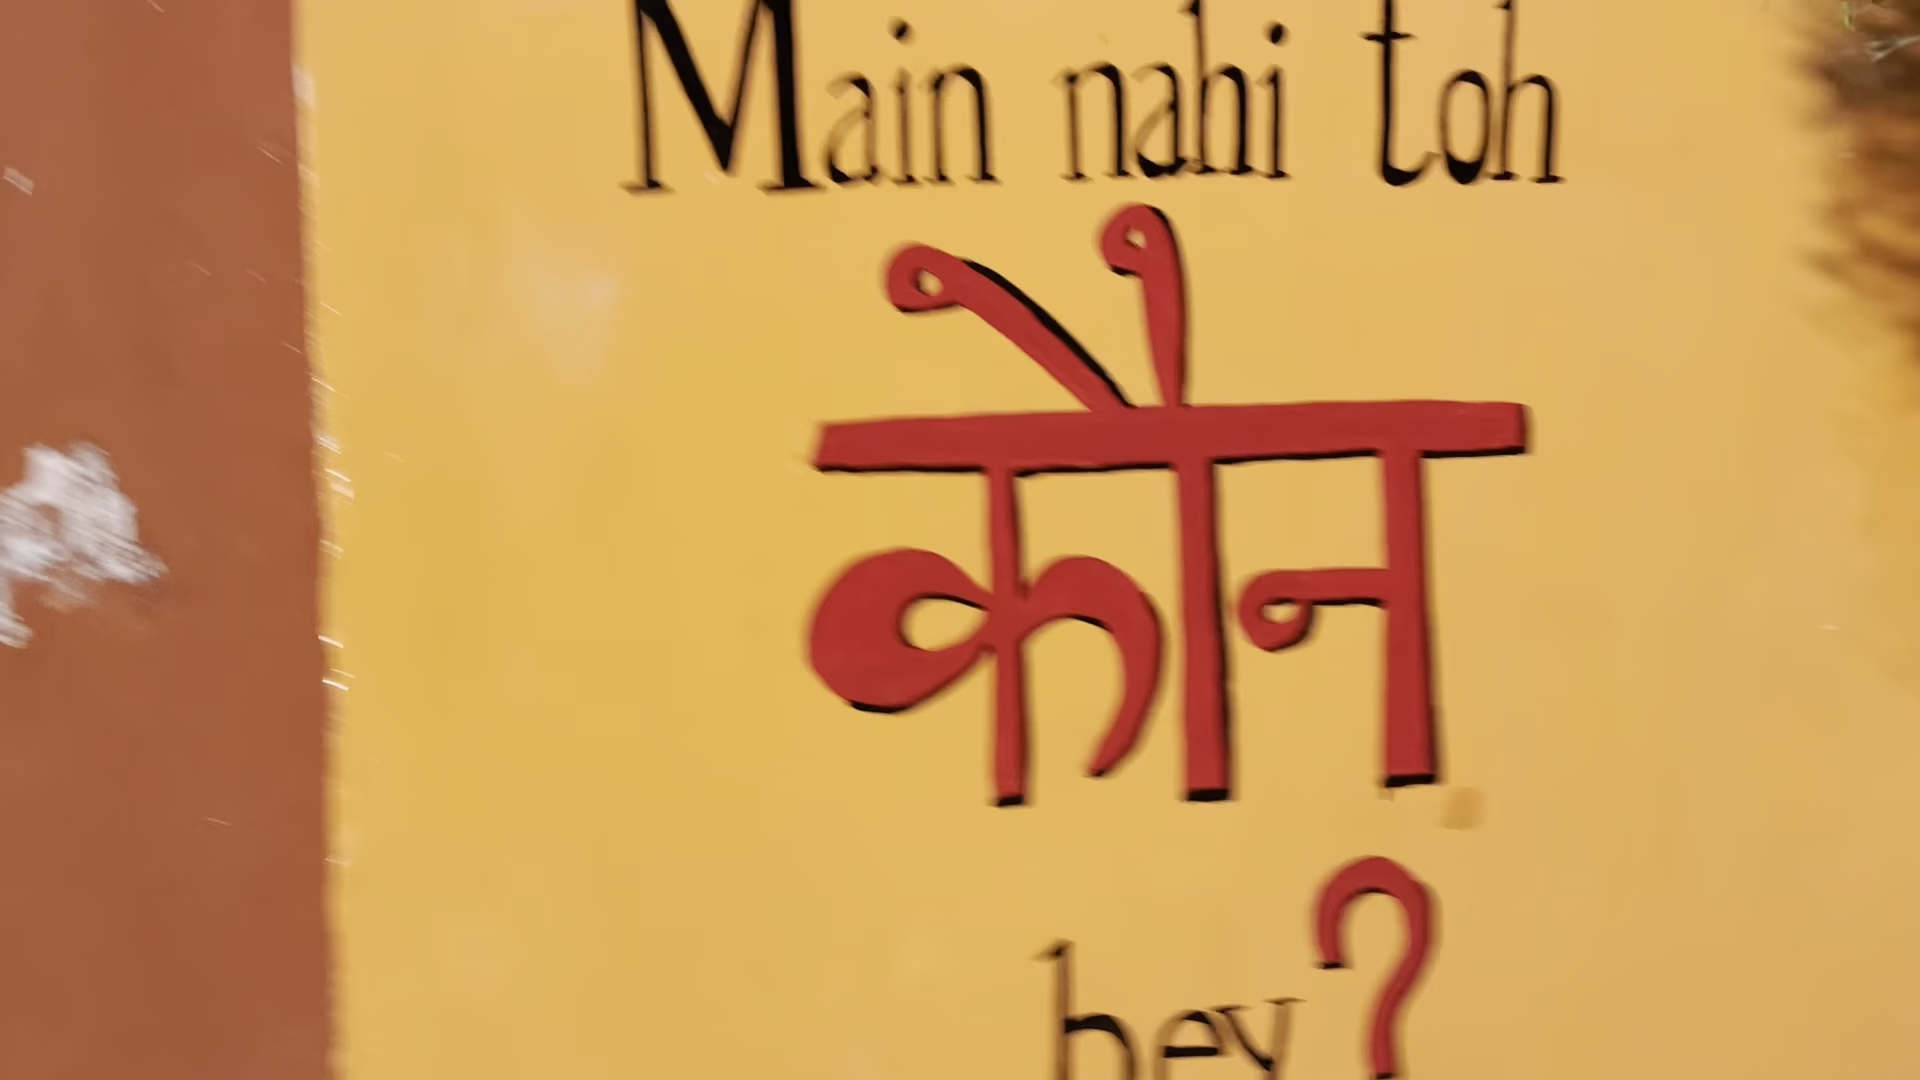 Main nahi toh
कौन
hey?